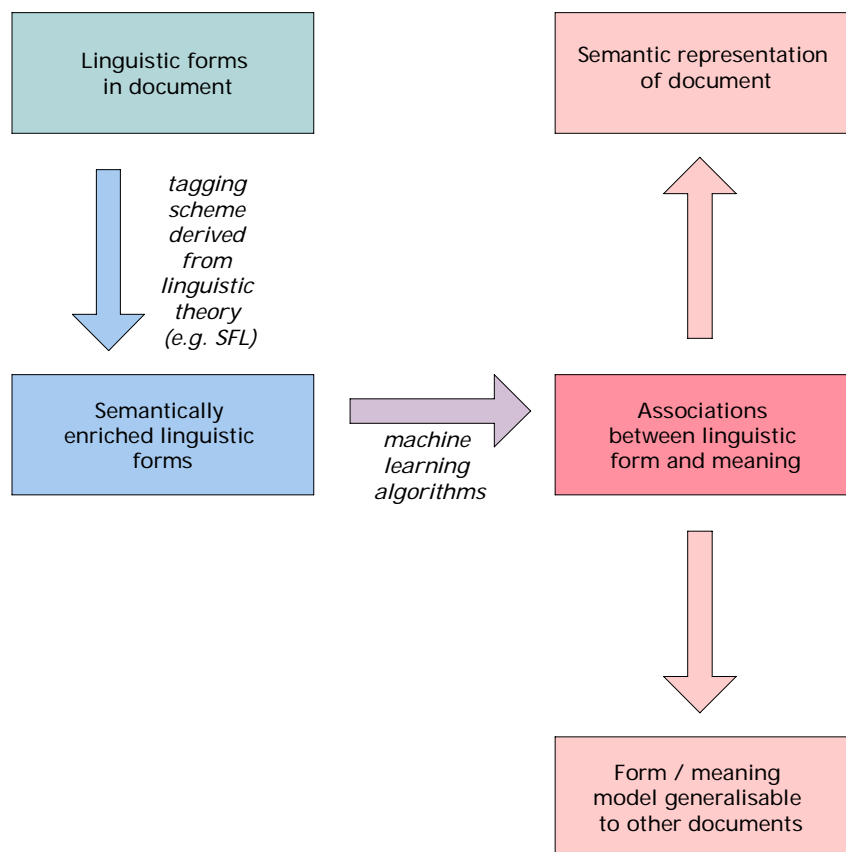 Linguistic forms
in document
Semantic representation
of document
tagging
scheme
derived
from
linguistic
theory
(e.g. SFL)
Semantically
enriched linguistic
forms
machine
learning
algorithms
Associations
between linguistic
form and meaning
Form / meaning
model generalisable
to other documents